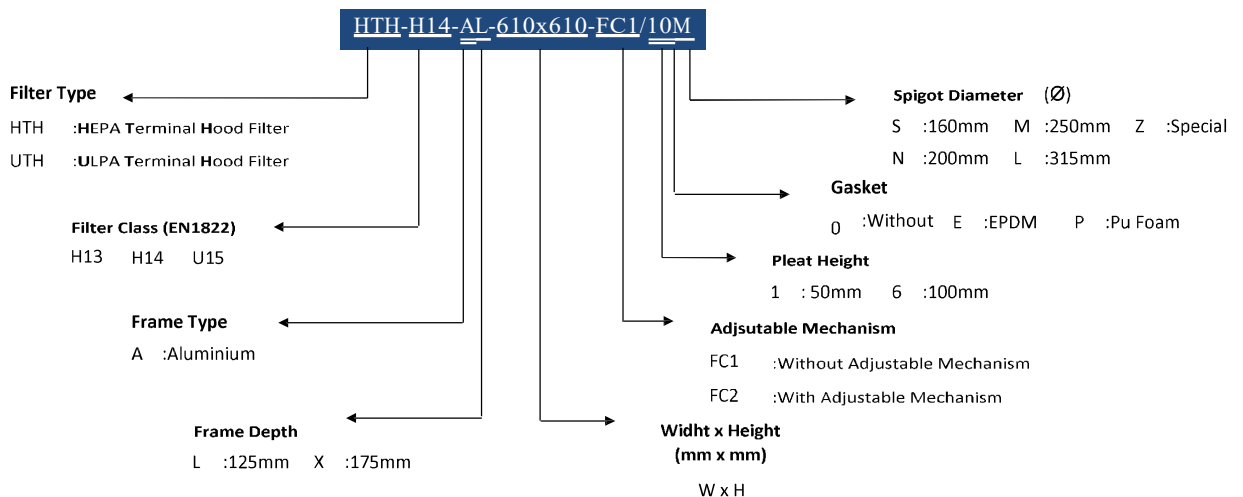 HTH-H14-AL-610x610-FC1/10M
Filter Type
HTH :HEPA Terminal Hood Filter
UTH :ULPA Terminal Hood Filter
Filter Class (EN1822)
H13 H14 U15
Frame Type
A :Aluminium
Frame Depth
L :125mm X :175mm
Spigot Diameter (Ø)
S :160mm M :250mm Z :Special
N :200mm L :315mm
Gasket
0 :Without E :EPDM P :Pu Foam
Pleat Height
1 : 50mm 6 :100mm
Adjsutable Mechanism
FC1 :Without Adjustable Mechanism
FC2 :With Adjustable Mechanism
Widht x Height
(mm x mm)
W x H